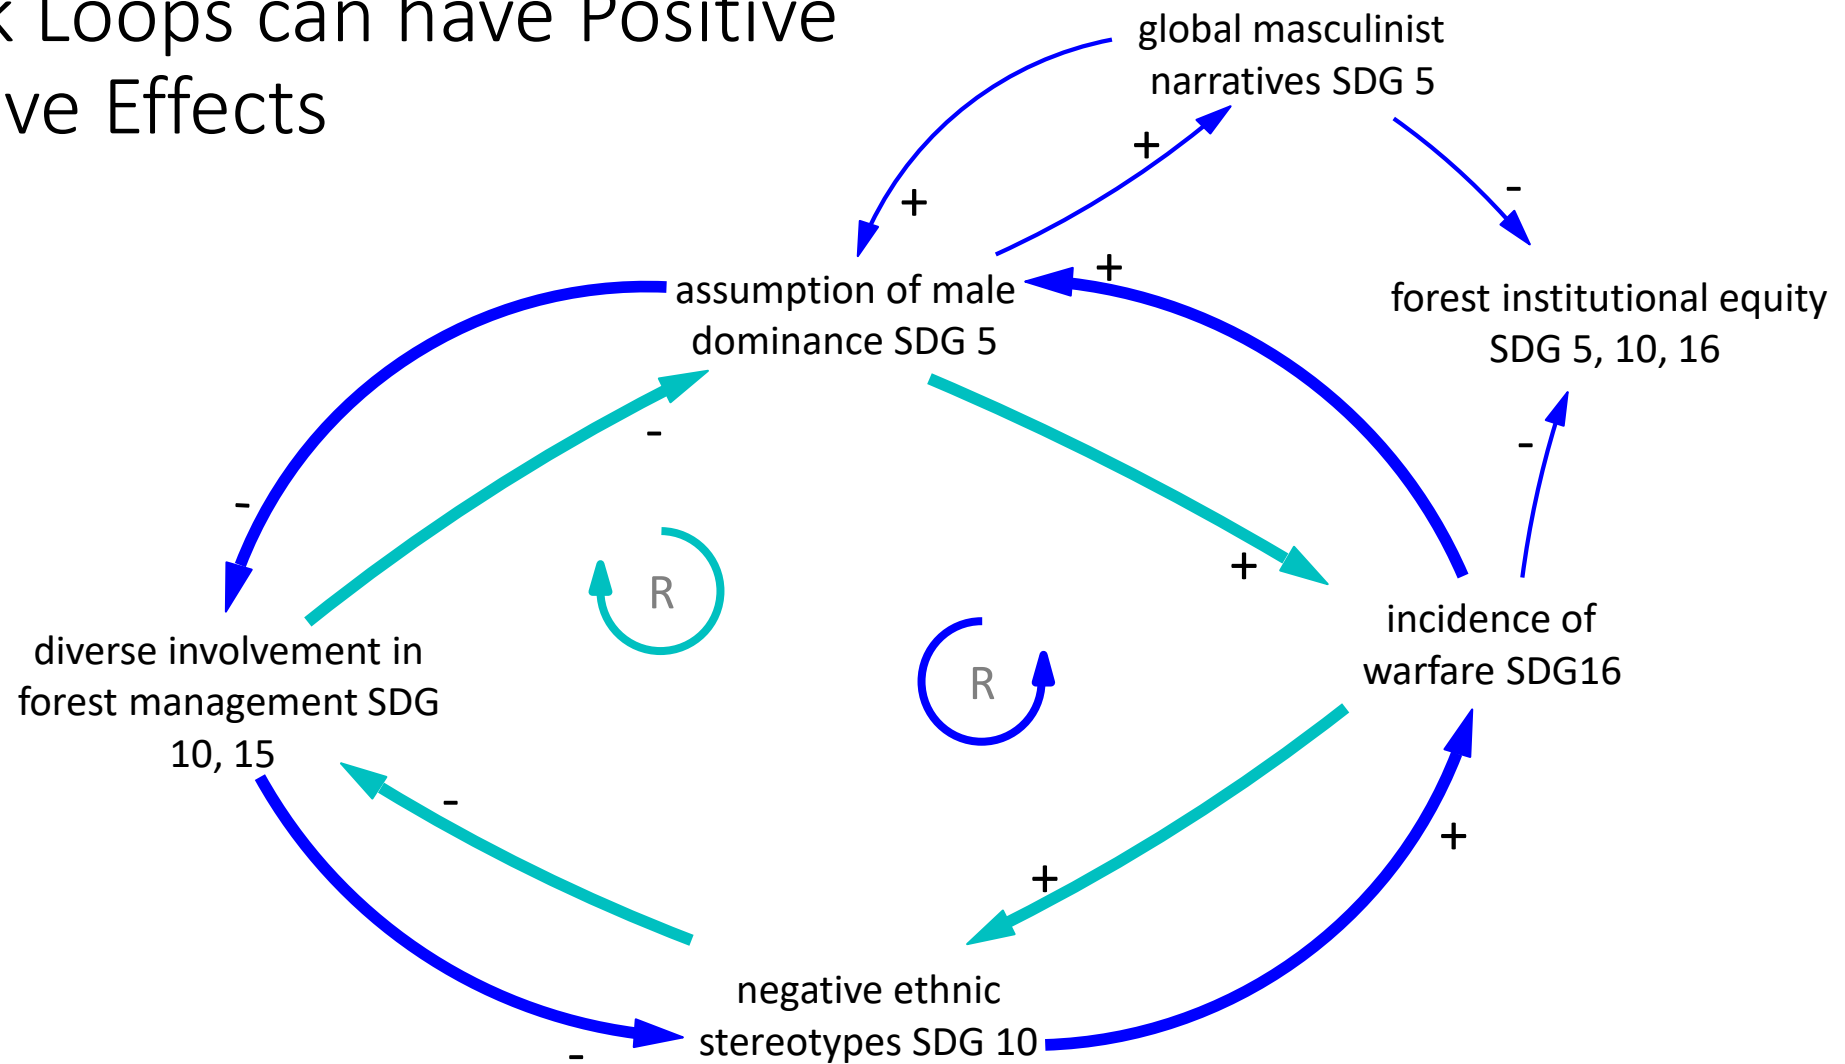 k Loops can have Positive
ve Effects
global masculinist
narratives SDG 5
+
+
-
+
assumption of male
dominance SDG 5
forest institutional equity
SDG 5, 10, 16
-
-
-
+
R
R
diverse involvement in
forest management SDG
10, 15
incidence of
warfare SDG16
-
+
+
negative ethnic
stereotypes SDG 10
-